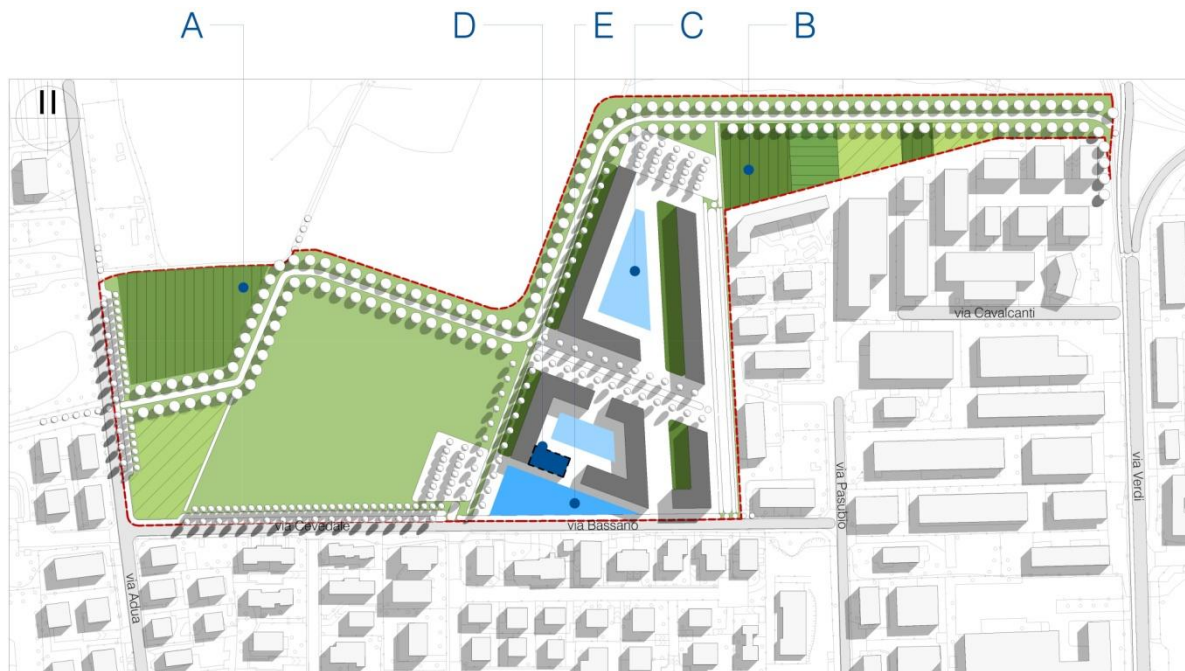 A
D
E
C
B
II
via Cavalcanti
via Cevedale
via Bassano
via Adua
via Pasubio
via Verdi